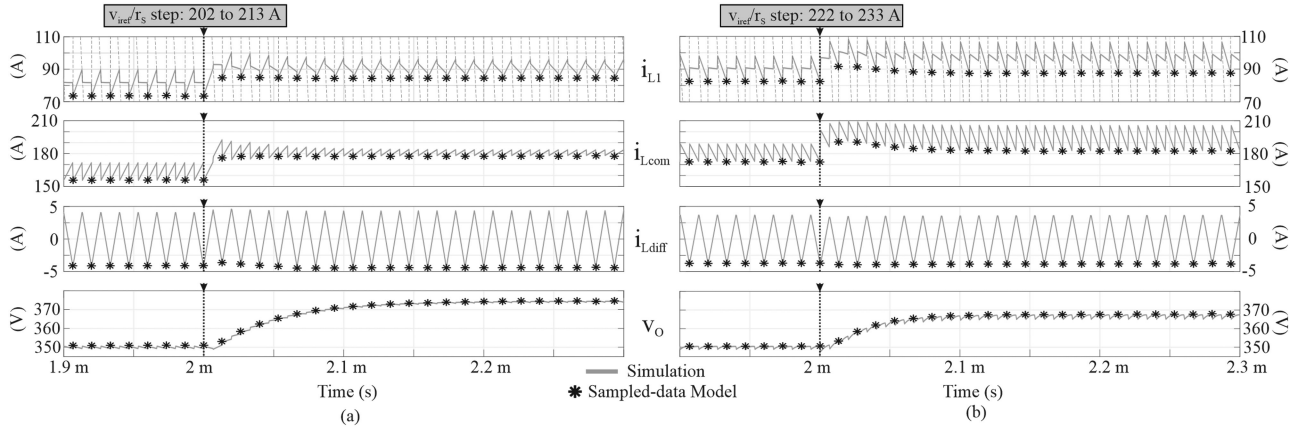 v_iref/r_S step: 202 to 213 A
v_iref/r_S step: 222 to 233 A
(A)
110
90
70
i_L1
110
90
70
(A)
(A)
210
180
150
i_Lcom
210
180
150
(A)
(A)
5
0
-5
i_Ldiff
5
0
-5
(A)
(V)
370
360
350
v_O
370
360
350
(V)
1.9 m
2 m
2.1 m
2.2 m
2 m
2.1 m
2.2 m
2.3 m
Time (s)
Simulation
Time (s)
Sampled-data Model
(a)
(b)